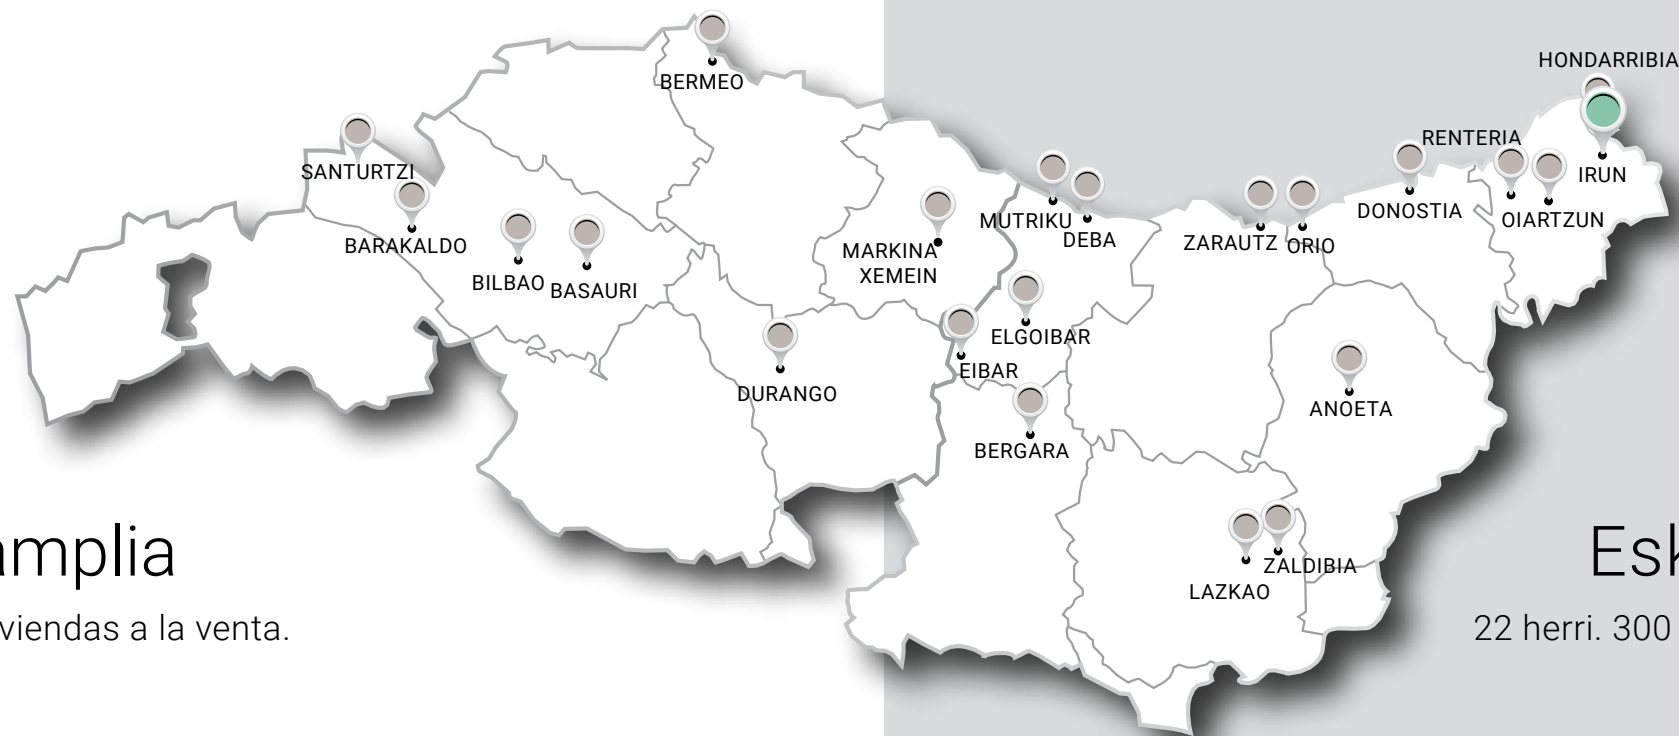 BERMEO
HONDARRIBIA
RENTERIA
SANTURTZI
IRUN
DONOSTIA
OIARTZUN
MUTRIKU
DEBA
ZARAUTZ
ORIO
BARAKALDO
MARKINA
XEMEIN
BILBAO
BASAURI
ELGOIBAR
EIBAR
DURANGO
ANOETA
BERGARA
ZALDIBIA
LAZKAO
amplia
viendas a la venta.
Esk
22 herri. 300